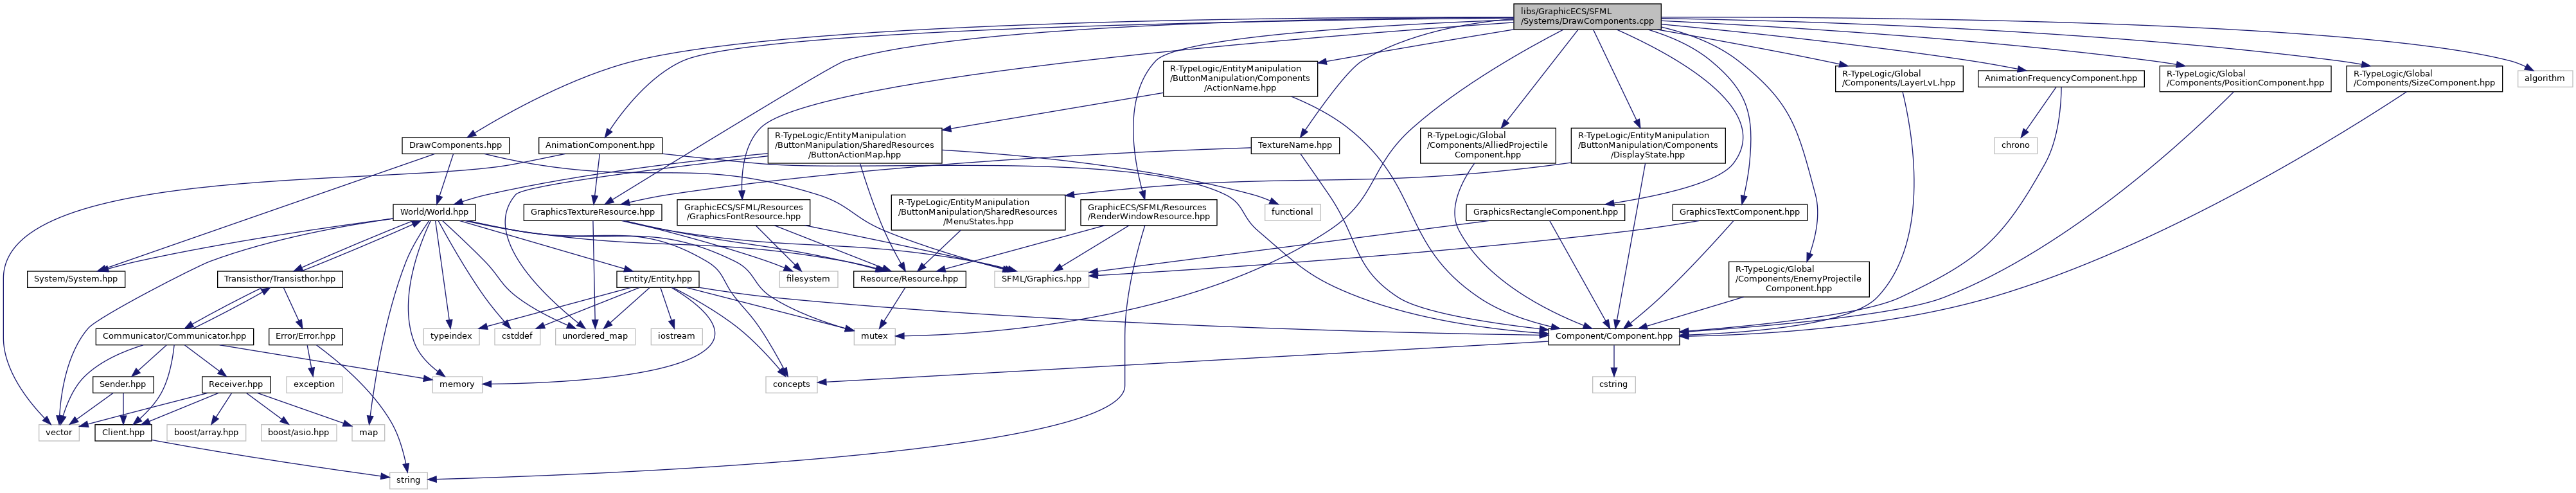 libs/GraphicECS/SFML
/Systems/DrawComponents.cpp
R-TypeLogic/EntityManipulation
/ButtonManipulation/Components
/ActionName.hpp
R-TypeLogic/Global
/Components/LayerLvL.hpp
AnimationFrequencyComponent.hpp
R-TypeLogic/Global
/Components/PositionComponent.hpp
R-TypeLogic/Global
/Components/SizeComponent.hpp
algorithm
DrawComponents.hpp
AnimationComponent.hpp
R-TypeLogic/EntityManipulation
/ButtonManipulation/SharedResources
/ButtonActionMap.hpp
TextureName.hpp
R-TypeLogic/Global
/Components/AlliedProjectile
Component.hpp
R-TypeLogic/EntityManipulation
/ButtonManipulation/Components
/DisplayState.hpp
chrono
World/World.hpp
GraphicsTextureResource.hpp
GraphicECS/SFML/Resources
/GraphicsFontResource.hpp
R-TypeLogic/EntityManipulation
/ButtonManipulation/SharedResources
/MenuStates.hpp
GraphicECS/SFML/Resources
/RenderWindowResource.hpp
functional
GraphicsRectangleComponent.hpp
GraphicsTextComponent.hpp
System/System.hpp
Transisthor/Transisthor.hpp
Entity/Entity.hpp
filesystem
Resource/Resource.hpp
SFML/Graphics.hpp
R-TypeLogic/Global
/Components/EnemyProjectile
Component.hpp
Communicator/Communicator.hpp
Error/Error.hpp
typeindex
cstddef
unordered_map
iostream
mutex
Component/Component.hpp
Sender.hpp
Receiver.hpp
exception
memory
concepts
cstring
vector
Client.hpp
boost/array.hpp
boost/asio.hpp
map
string